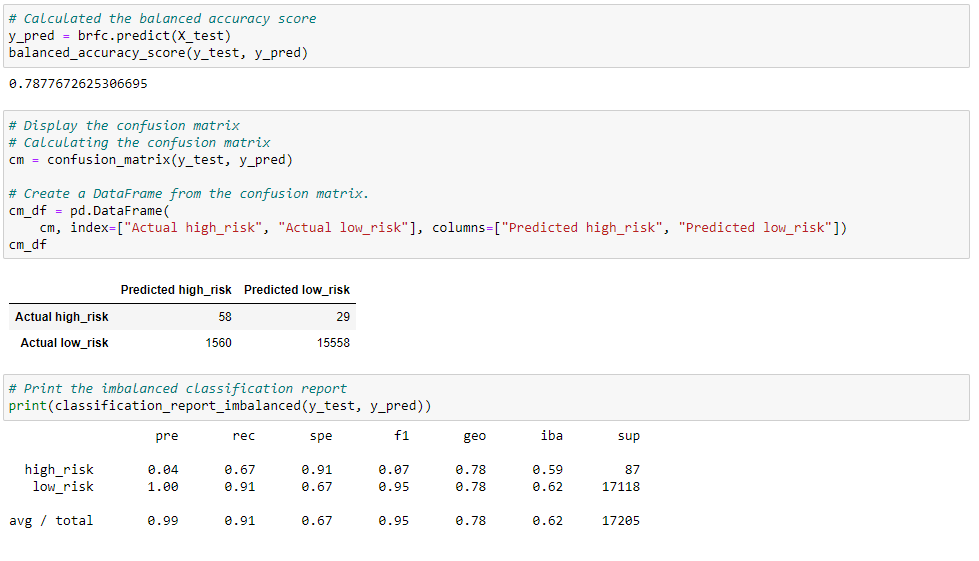 # Calculated the balanced accuracy score
y_pred = brfc.predict(X_test)
balanced_accuracy_score(y_test, y_pred)
0.7877672625306695
# Display the confusion matrix
# Calculating the confusion matrix
cm = confusion_matrix(y_test, y_pred)
# Create a DataFrame from the confusion matrix.
cm_df = pd.DataFrame(
cm, index=["Actual high_risk", "Actual low_risk"], columns=["Predicted high_risk", "Predicted low_risk"])
cm_df
Predicted high_risk Predicted low_risk
Actual high_risk 58 29
Actual low_risk 1560 15558
# Print the imbalanced classification report
print(classification_report_imbalanced(y_test, y_pred))
pre rec spe f1 geo iba sup
high_risk 0.04 0.67 0.91 0.07 0.78 0.59 87
low_risk 1.00 0.91 0.67 0.95 0.78 0.62 17118
avg / total 0.99 0.91 0.67 0.95 0.78 0.62 17205